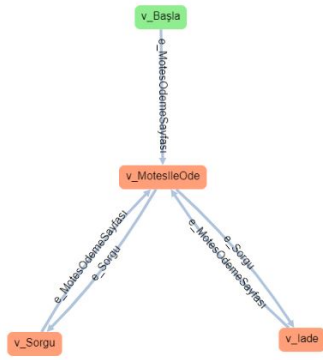 v_Başla
e_MotesOdemeSayfası
v_MotesIleOde
e_MotesOdemeSayfası
e_Sorgu
e_Sorgu
e_MotesOdemeSayfası
v_Sorgu
v_Iade